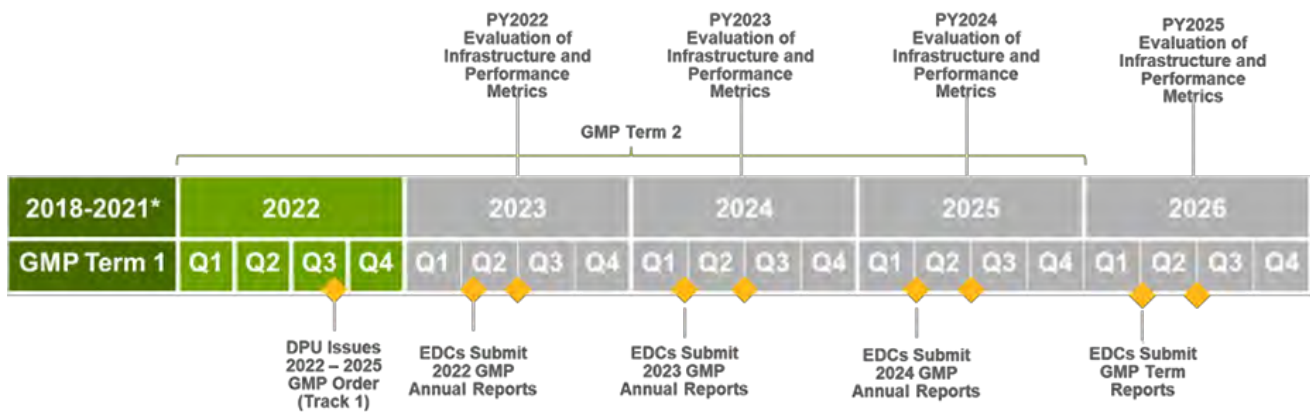 PY2022
Evaluation of
Infrastructure and
Performance
Metrics
PY2023
Evaluation of
Infrastructure and
Performance
Metrics
PY2024
Evaluation of
Infrastructure and
Performance
Metrics
PY2025
Evaluation of
Infrastructure and
Performance
Metrics
GMP Term 2
2018-2021* 2022 2023 2024 2025 2026
GMP Term 1 Q1 Q2 Q3 Q4 Q1 Q2 Q3 Q4 Q1 Q2 Q3 Q4 Q1 Q2 Q3 Q4 Q1 Q2 Q3 Q4
DPU Issues
2022 – 2025
GMP Order
(Track 1)
EDCs Submit
2022 GMP
Annual Reports
EDCs Submit
2023 GMP
Annual Reports
EDCs Submit
2024 GMP
Annual Reports
EDCs Submit
GMP Term
Reports